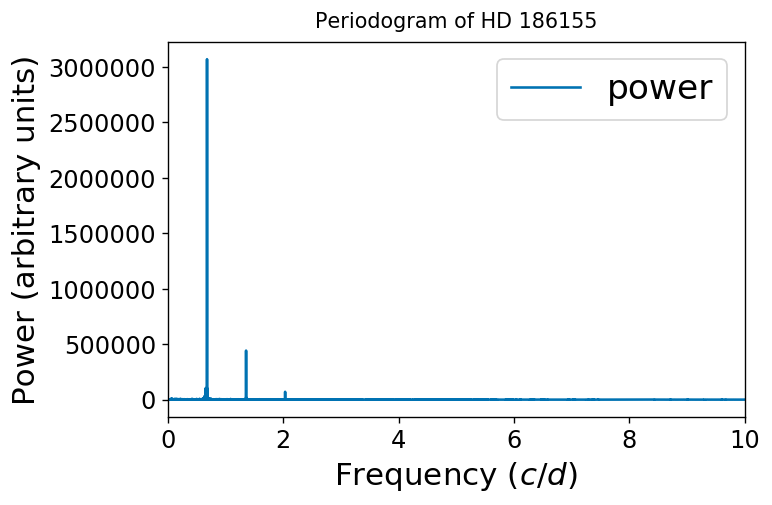 Periodogram of HD 186155
power
Power (arbitrary units)
3000000
2500000
2000000
1500000
1000000
500000
0
0 2 4 6 8 10
Frequency (c/d)